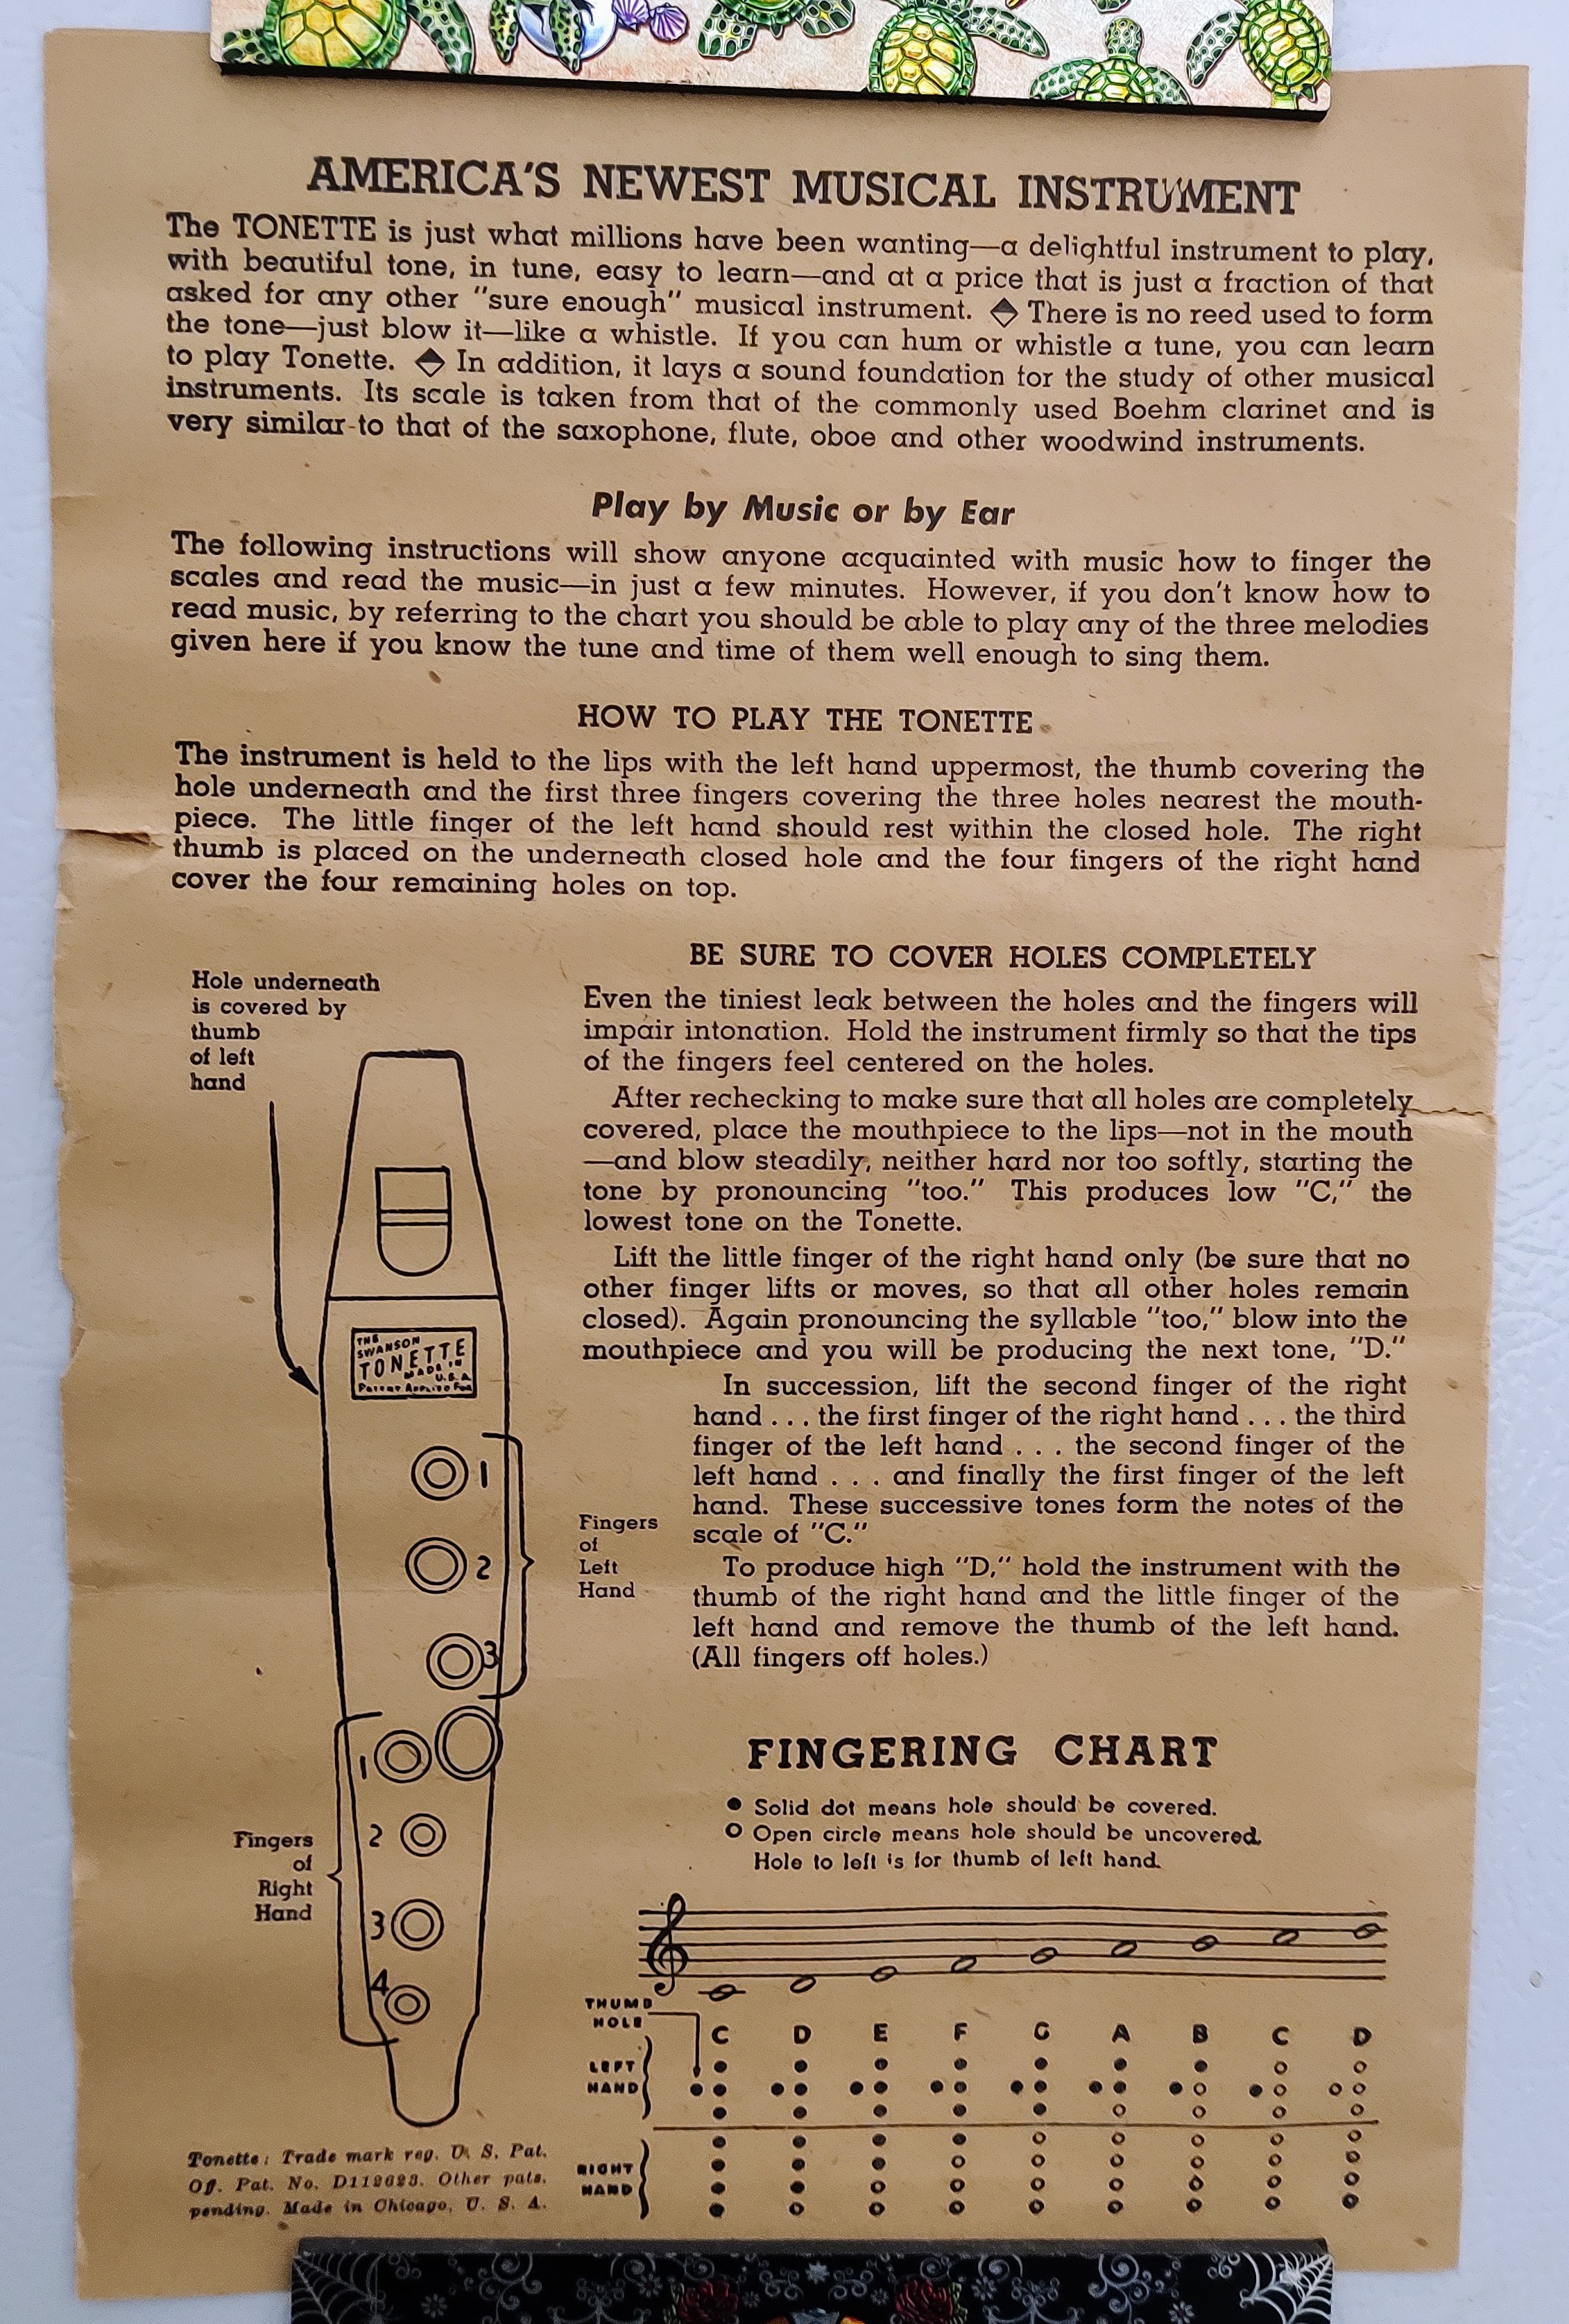 AMERICA'S NEWEST MUSICAL INSTRUMENT
The TONETTE is just what millions have been wanting—a delightful instrument to play,
with beautiful tone, in tune, easy to learn—and at a price that is just a fraction of that
asked for any other "sure enough" musical instrument. There is no reed used to form
the tone—just blow it—like a whistle. If you can hum or whistle a tune, you can learn
to play Tonette. In addition, it lays a sound foundation for the study of other musical
instruments. Its scale is taken from that of the commonly used Boehm clarinet and is
very similar to that of the saxophone, flute, oboe and other woodwind instruments.
Play by Music or by Ear
The following instructions will show anyone acquainted with music how to finger the
scales and read the music—in just a few minutes. However, if you don't know how to
read music, by referring to the chart you should be able to play any of the three melodies
given here if you know the tune and time of them well enough to sing them.
HOW TO PLAY THE TONETTE
The instrument is held to the lips with the left hand uppermost, the thumb covering the
hole underneath and the first three fingers covering the three holes nearest the mouth-
piece. The little finger of the left hand should rest within the closed hole. The right
thumb is placed on the underneath closed hole and the four fingers of the right hand
cover the four remaining holes on top.
Hole underneath
is covered by
thumb
of left
hand
THE
SWANSON
TONETTE
MADE IN
U.S.A.
Patent Applied For
1
2
3
Fingers
of
Left
Hand
1
2
3
4
Fingers
of
Right
Hand
BE SURE TO COVER HOLES COMPLETELY
Even the tiniest leak between the holes and the fingers will
impair intonation. Hold the instrument firmly so that the tips
of the fingers feel centered on the holes.
After rechecking to make sure that all holes are completely
covered, place the mouthpiece to the lips—not in the mouth
—and blow steadily, neither hard nor too softly, starting the
tone by pronouncing "too." This produces low "C," the
lowest tone on the Tonette.
Lift the little finger of the right hand only (be sure that no
other finger lifts or moves, so that all other holes remain
closed). Again pronouncing the syllable "too," blow into the
mouthpiece and you will be producing the next tone, "D."
In succession, lift the second finger of the right
hand . . . the first finger of the right hand . . . the third
finger of the left hand . . . the second finger of the
left hand . . . and finally the first finger of the left
hand. These successive tones form the notes of the
scale of "C."
To produce high "D," hold the instrument with the
thumb of the right hand and the little finger of the
left hand and remove the thumb of the left hand.
(All fingers off holes.)
FINGERING CHART
Solid dot means hole should be covered.
Open circle means hole should be uncovered.
Hole to left is for thumb of left hand.
THUMB
HOLE
C D E F G A B C D
LEFT
HAND
RIGHT
HAND
Tonette: Trade mark reg. U. S. Pat.
Off. Pat. No. D112623. Other pats.
pending. Made in Chicago, U. S. A.